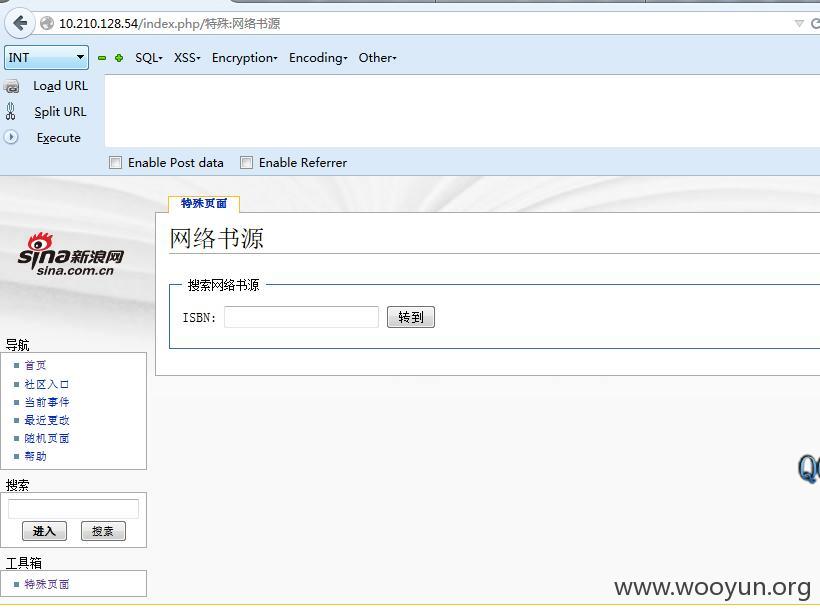 10.210.128.54/index.php/特殊:网络书源
INT SQL XSS Encryption Encoding Other
Load URL
Split URL
Execute
Enable Post data Enable Referrer
特殊页面
网络书源
sina新浪网
sina.com.cn
搜索网络书源
ISBN: 转到
导航
首页
社区入口
当前事件
最近更改
随机页面
帮助
搜索
进入 搜索
工具箱
特殊页面
www.wooyun.org